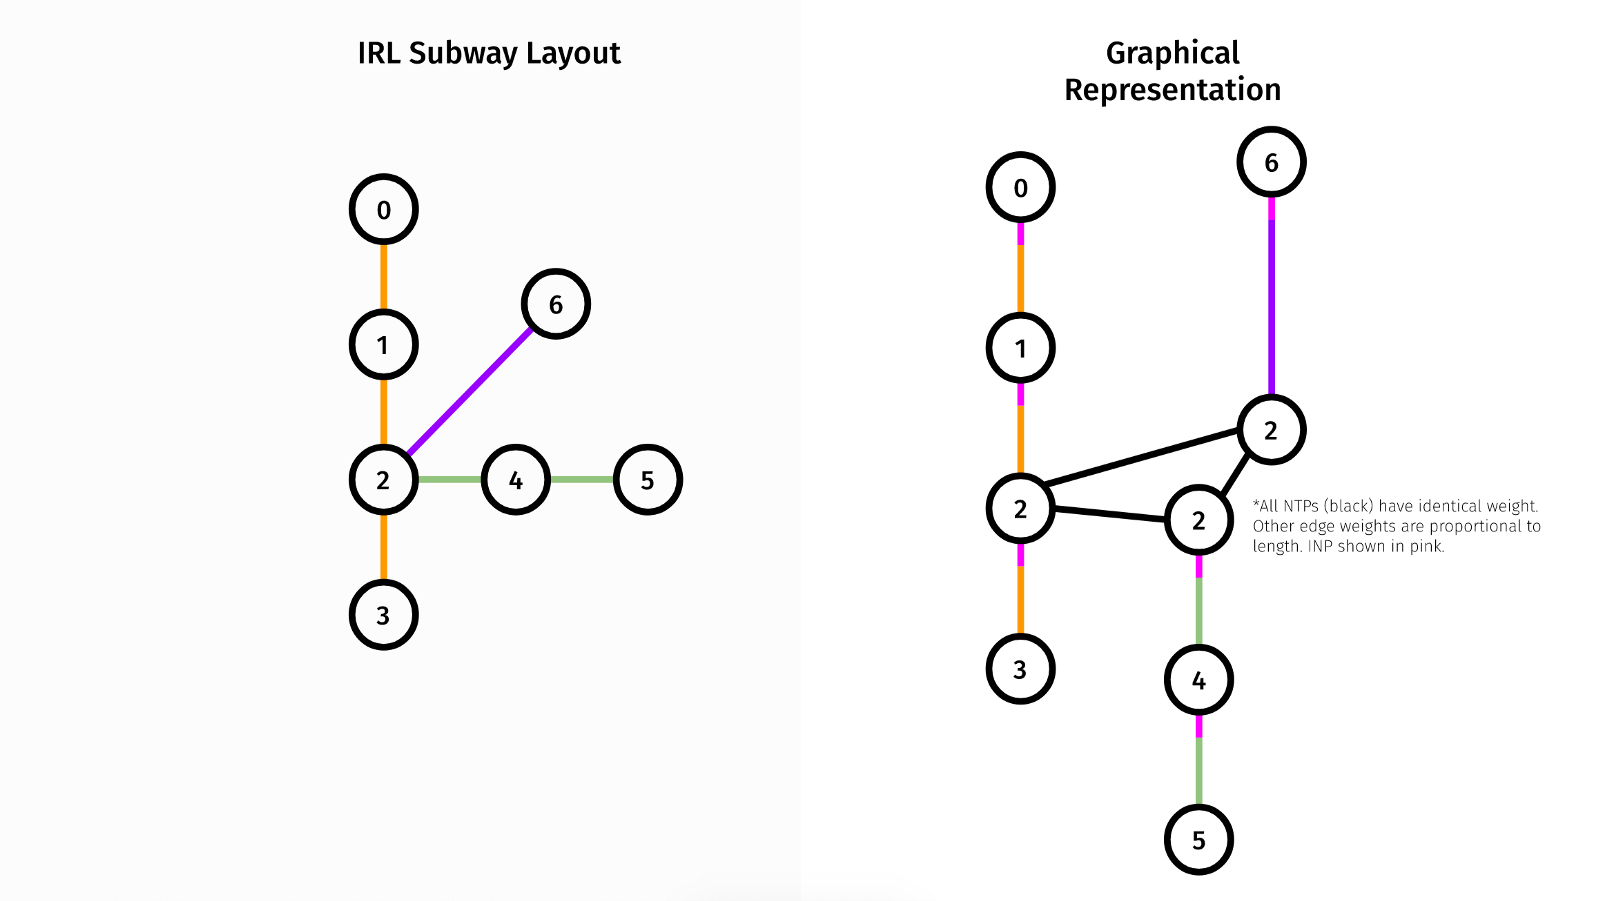 IRL Subway Layout
0
6
1
2
4
5
3
Graphical
Representation
6
0
1
2
2
2
*All NTPs (black) have identical weight.
Other edge weights are proportional to
length. INP shown in pink.
3
4
5